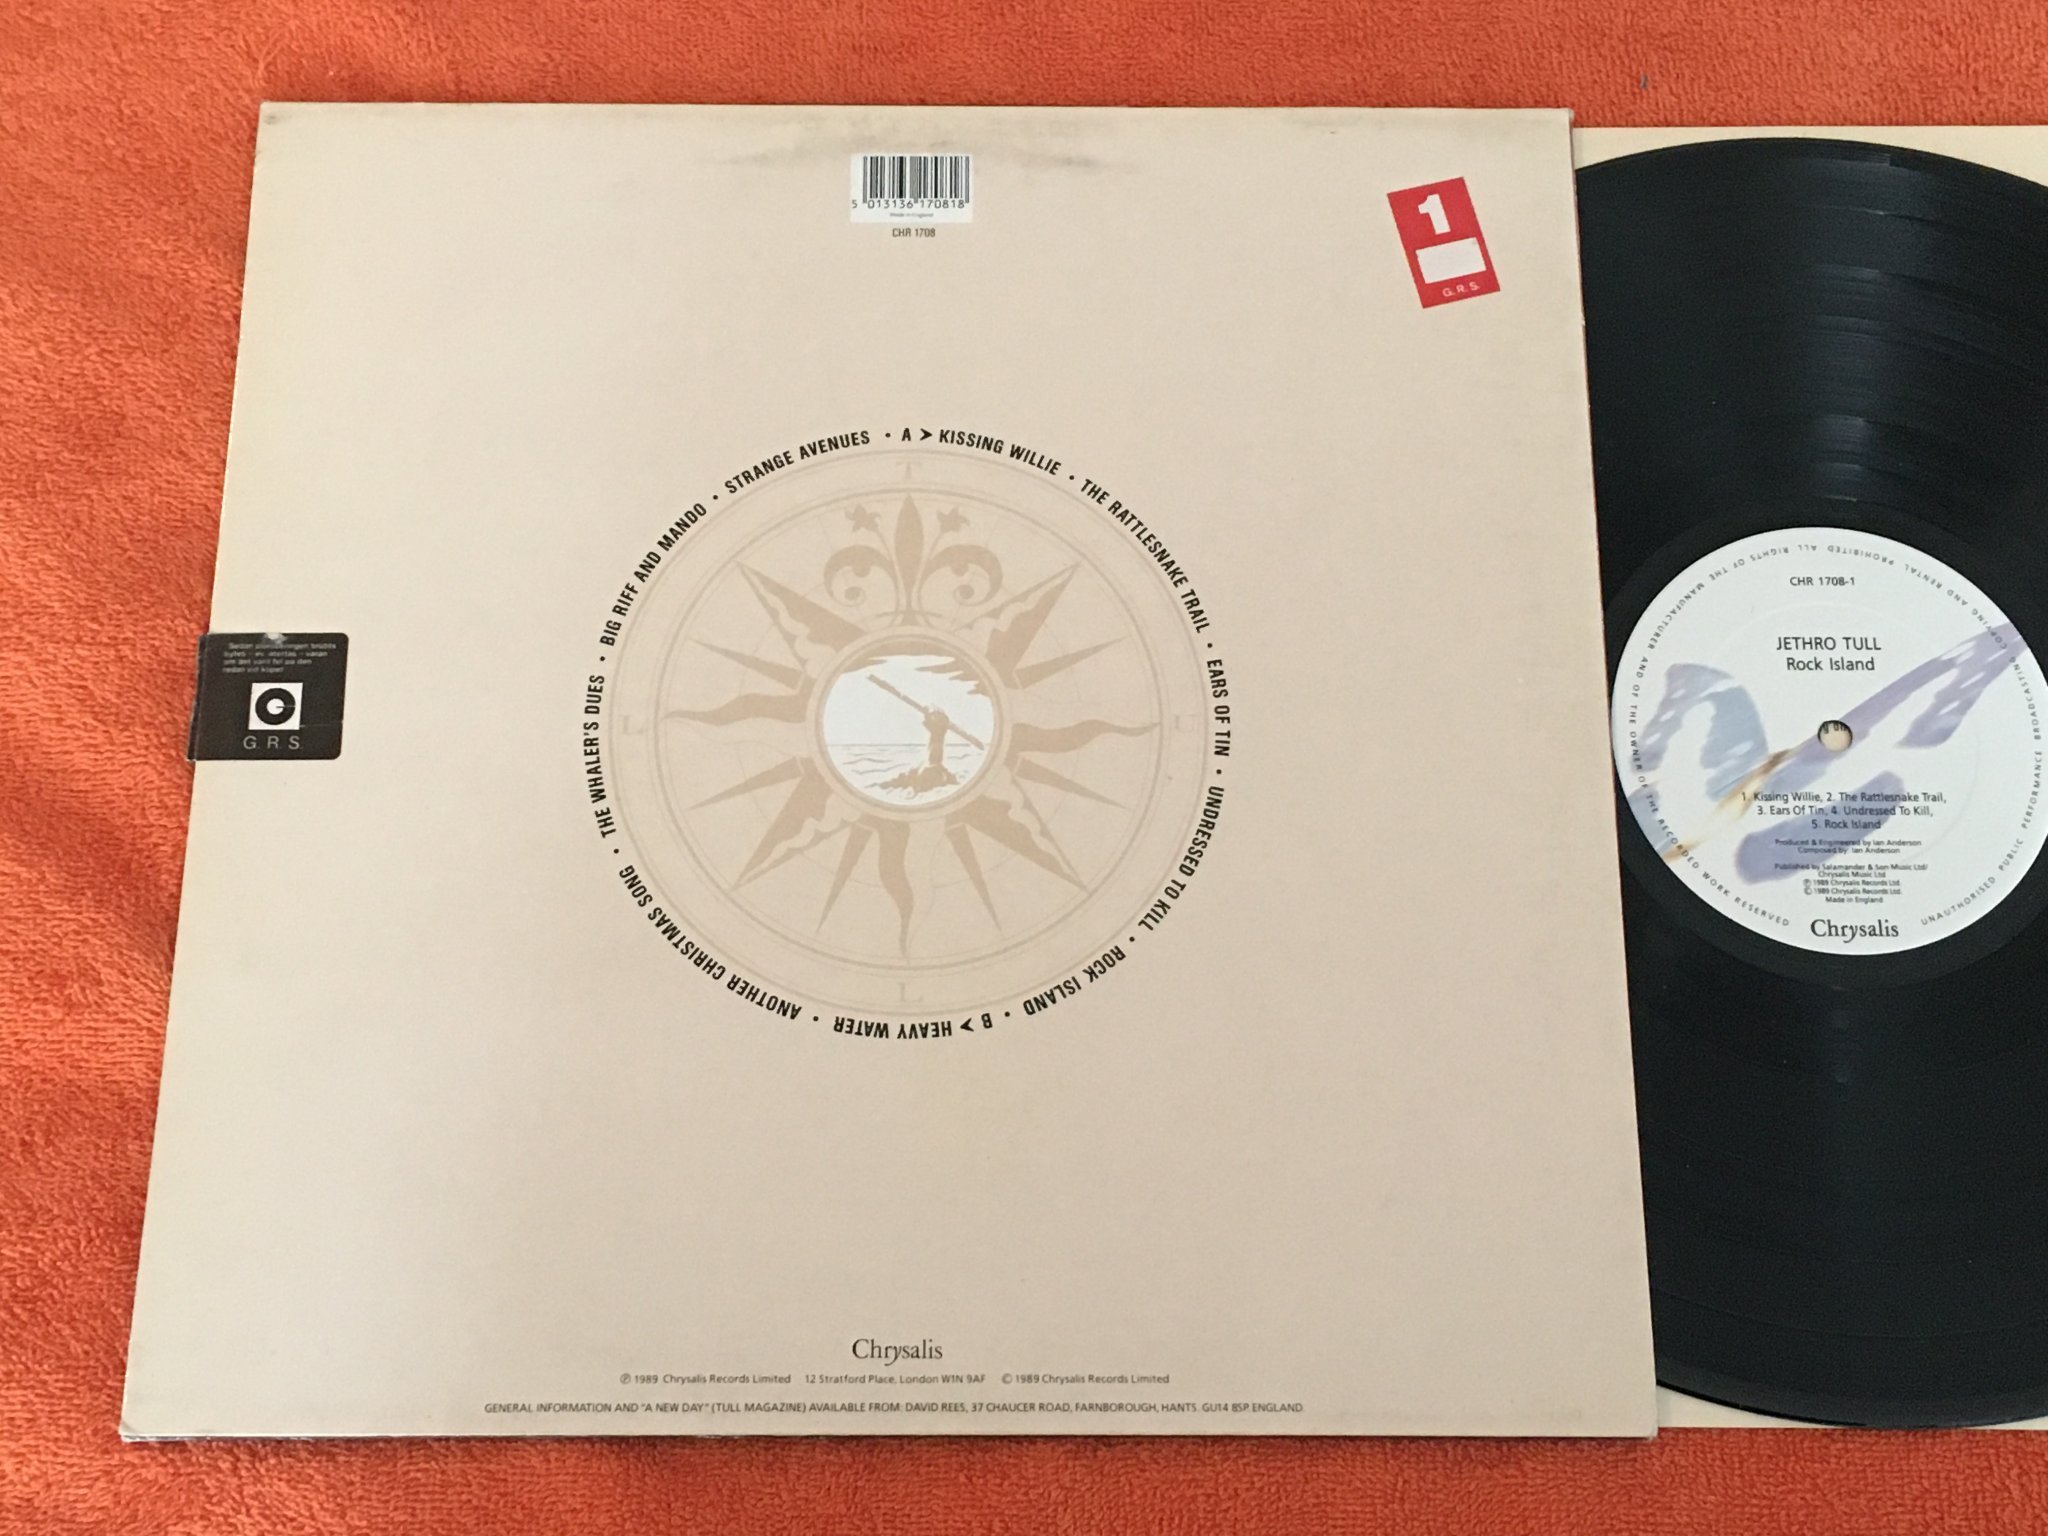 5 013136 170818
Made in England
CHR 1708
1
G.R.S.
A > KISSING WILLIE • THE RATTLESNAKE TRAIL • EARS OF TIN • UNDRESSED TO KILL • ROCK ISLAND • B > HEAVY WATER • ANOTHER CHRISTMAS SONG • THE WHALER'S DUES • BIG RIFF AND MANDO • STRANGE AVENUES •
T
U
L
L
G
G. R. S.
Chrysalis
℗ 1989 Chrysalis Records Limited 12 Stratford Place, London W1N 9AF © 1989 Chrysalis Records Limited
GENERAL INFORMATION AND "A NEW DAY" (TULL MAGAZINE) AVAILABLE FROM: DAVID REES, 37 CHAUCER ROAD, FARNBOROUGH, HANTS. GU14 8SP. ENGLAND.
ALL RIGHTS OF THE MANUFACTURER AND OF THE OWNER OF THE RECORDED WORK RESERVED
UNAUTHORISED PUBLIC PERFORMANCE BROADCASTING COPYING AND RENTAL PROHIBITED
CHR 1708-1
JETHRO TULL
Rock Island
1. Kissing Willie, 2. The Rattlesnake Trail,
3. Ears Of Tin, 4. Undressed To Kill,
5. Rock Island
Produced & Engineered by Ian Anderson
Composed by: Ian Anderson
Published by Salamander & Son Music Ltd/
Chrysalis Music Ltd
℗ 1989 Chrysalis Records Ltd.
© 1989 Chrysalis Records Ltd.
Made in England
Chrysalis